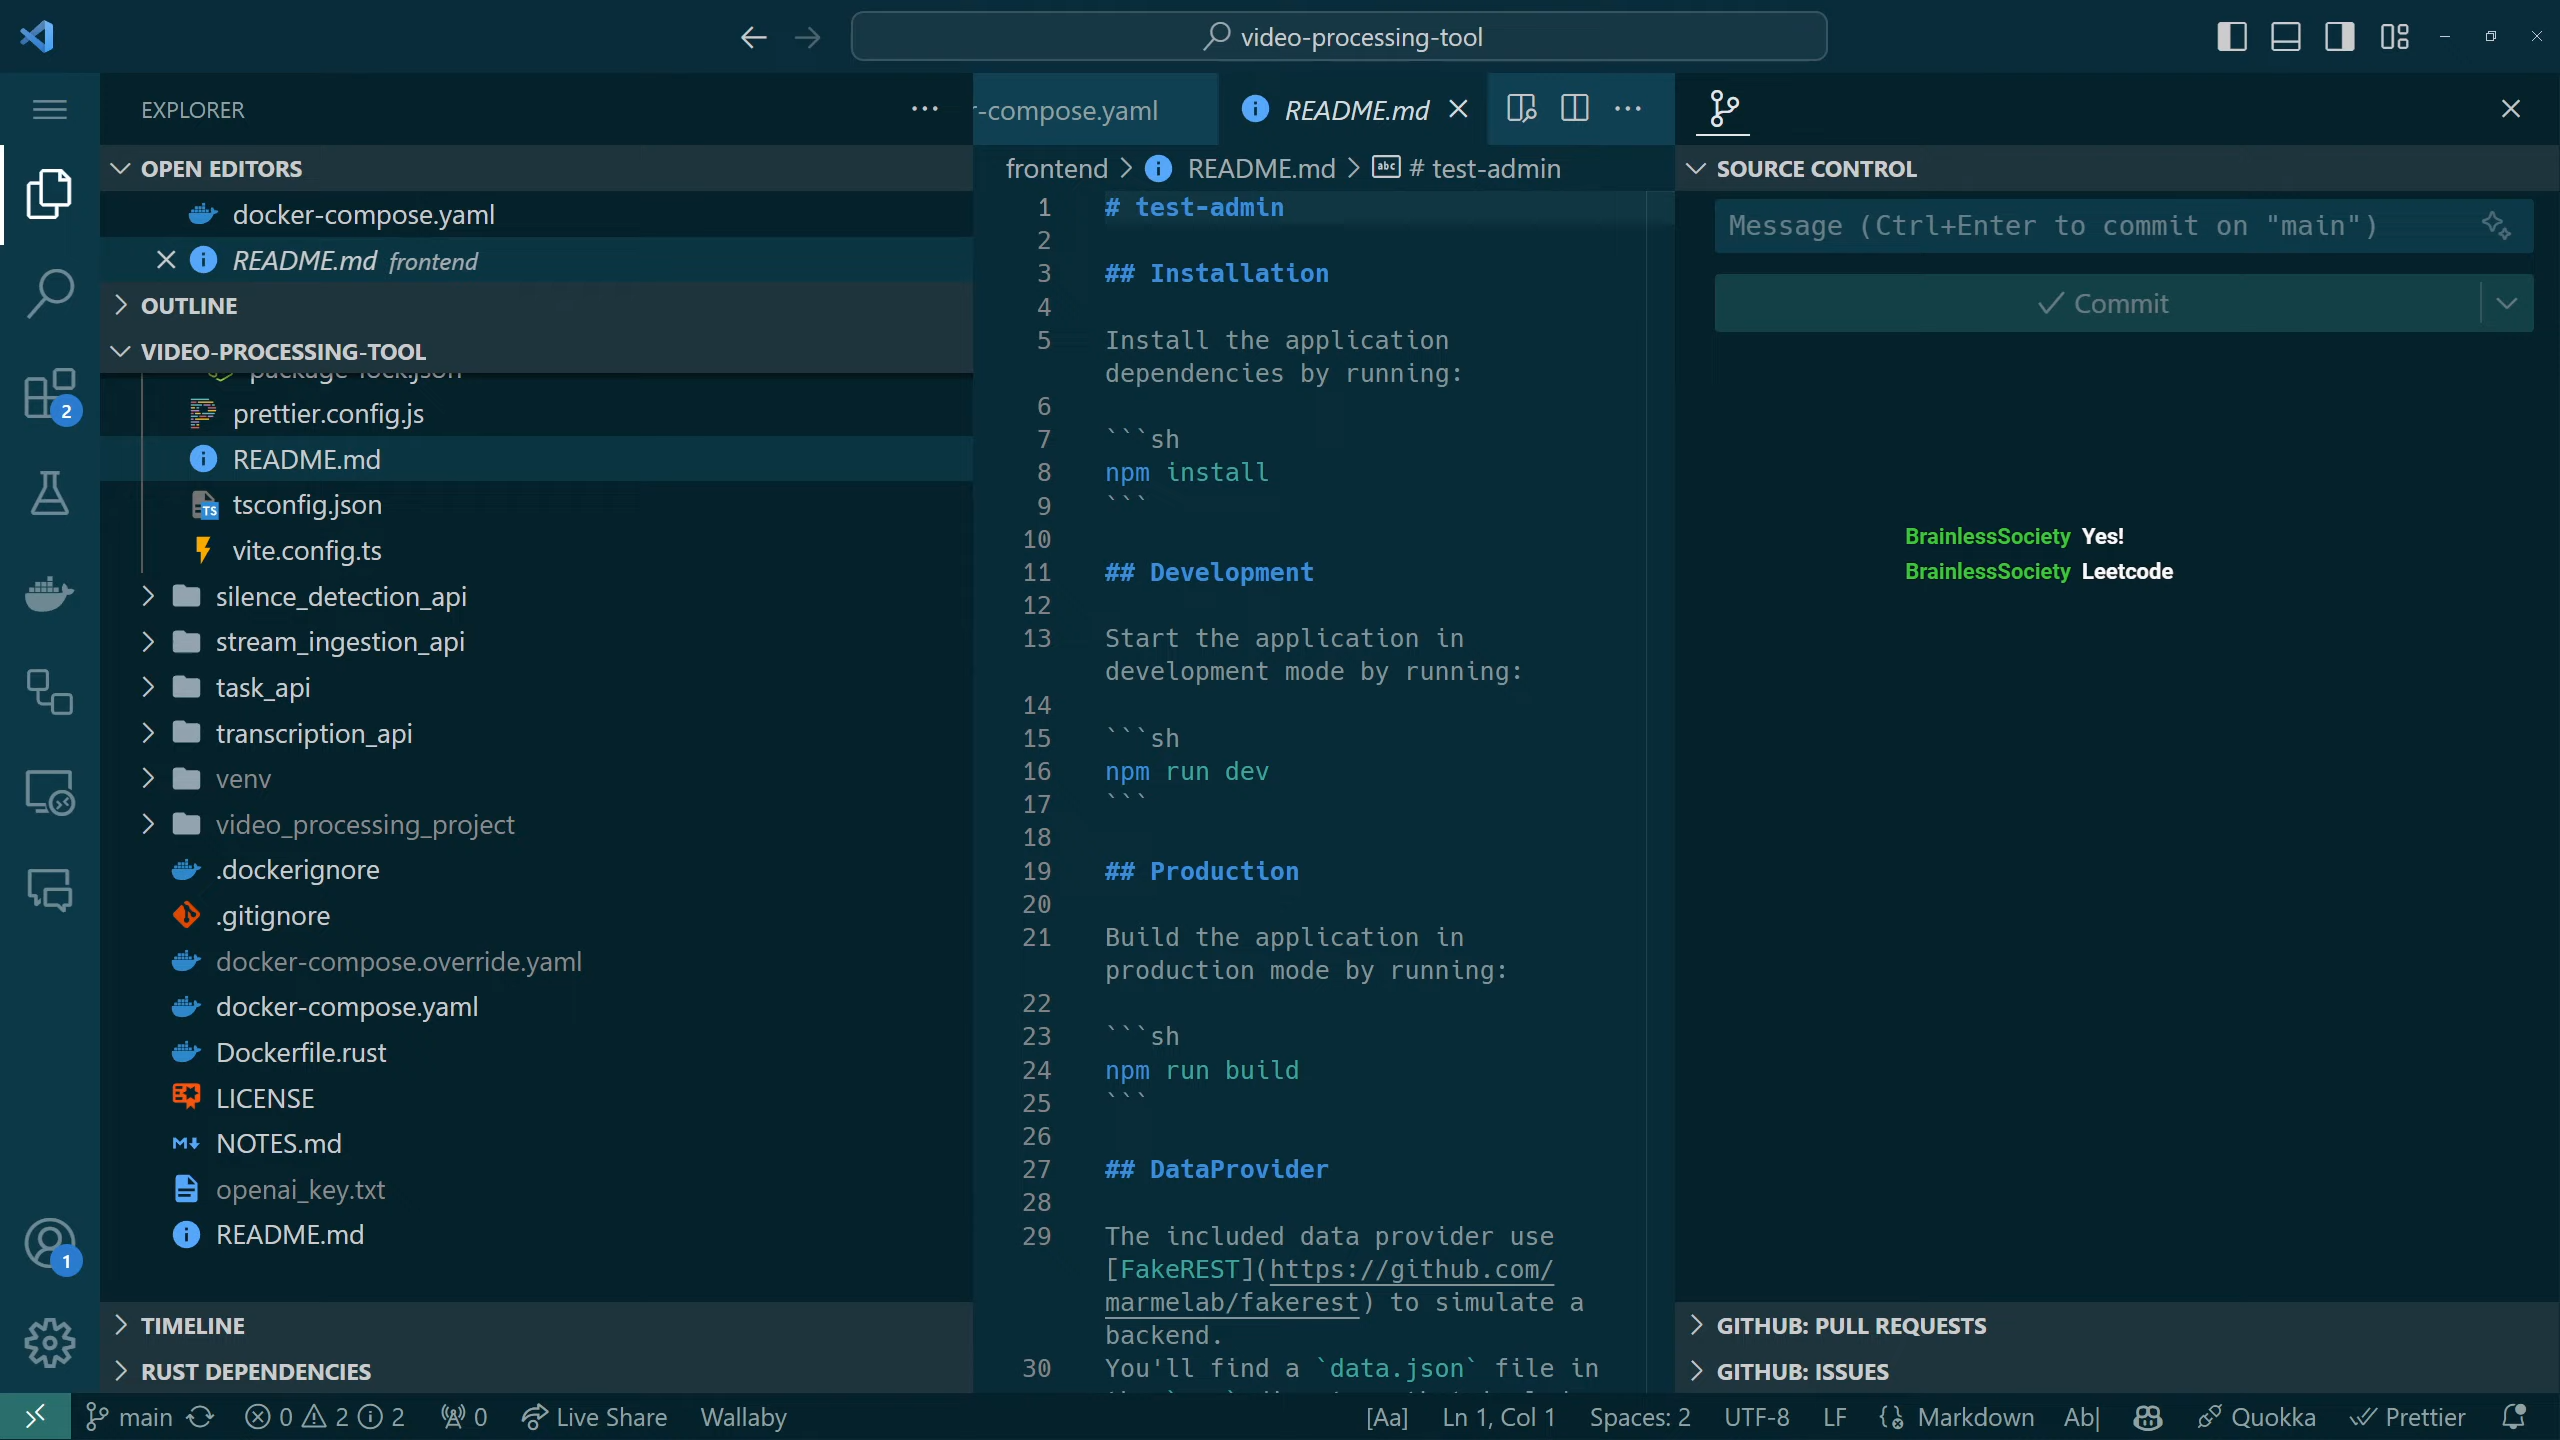 video-processing-tool
EXPLORER
OPEN EDITORS
docker-compose.yaml
README.md frontend
OUTLINE
VIDEO-PROCESSING-TOOL
package-lock.json
prettier.config.js
README.md
tsconfig.json
vite.config.ts
silence_detection_api
stream_ingestion_api
task_api
transcription_api
venv
video_processing_project
.dockerignore
.gitignore
docker-compose.override.yaml
docker-compose.yaml
Dockerfile.rust
LICENSE
NOTES.md
openai_key.txt
README.md
TIMELINE
RUST DEPENDENCIES
2
1
r-compose.yaml
README.md
frontend > README.md > # test-admin
1 # test-admin
2
3 ## Installation
4
5 Install the application
dependencies by running:
6
7 ```sh
8 npm install
9 ```
10
11 ## Development
12
13 Start the application in
development mode by running:
14
15 ```sh
16 npm run dev
17 ```
18
19 ## Production
20
21 Build the application in
production mode by running:
22
23 ```sh
24 npm run build
25 ```
26
27 ## DataProvider
28
29 The included data provider use
[FakeREST](https://github.com/
marmelab/fakerest) to simulate a
backend.
30 You'll find a `data.json` file in
SOURCE CONTROL
Message (Ctrl+Enter to commit on "main")
Commit
BrainlessSociety Yes!
BrainlessSociety Leetcode
GITHUB: PULL REQUESTS
GITHUB: ISSUES
main 0 2 2 0 Live Share Wallaby [Aa] Ln 1, Col 1 Spaces: 2 UTF-8 LF Markdown Ab| Quokka Prettier